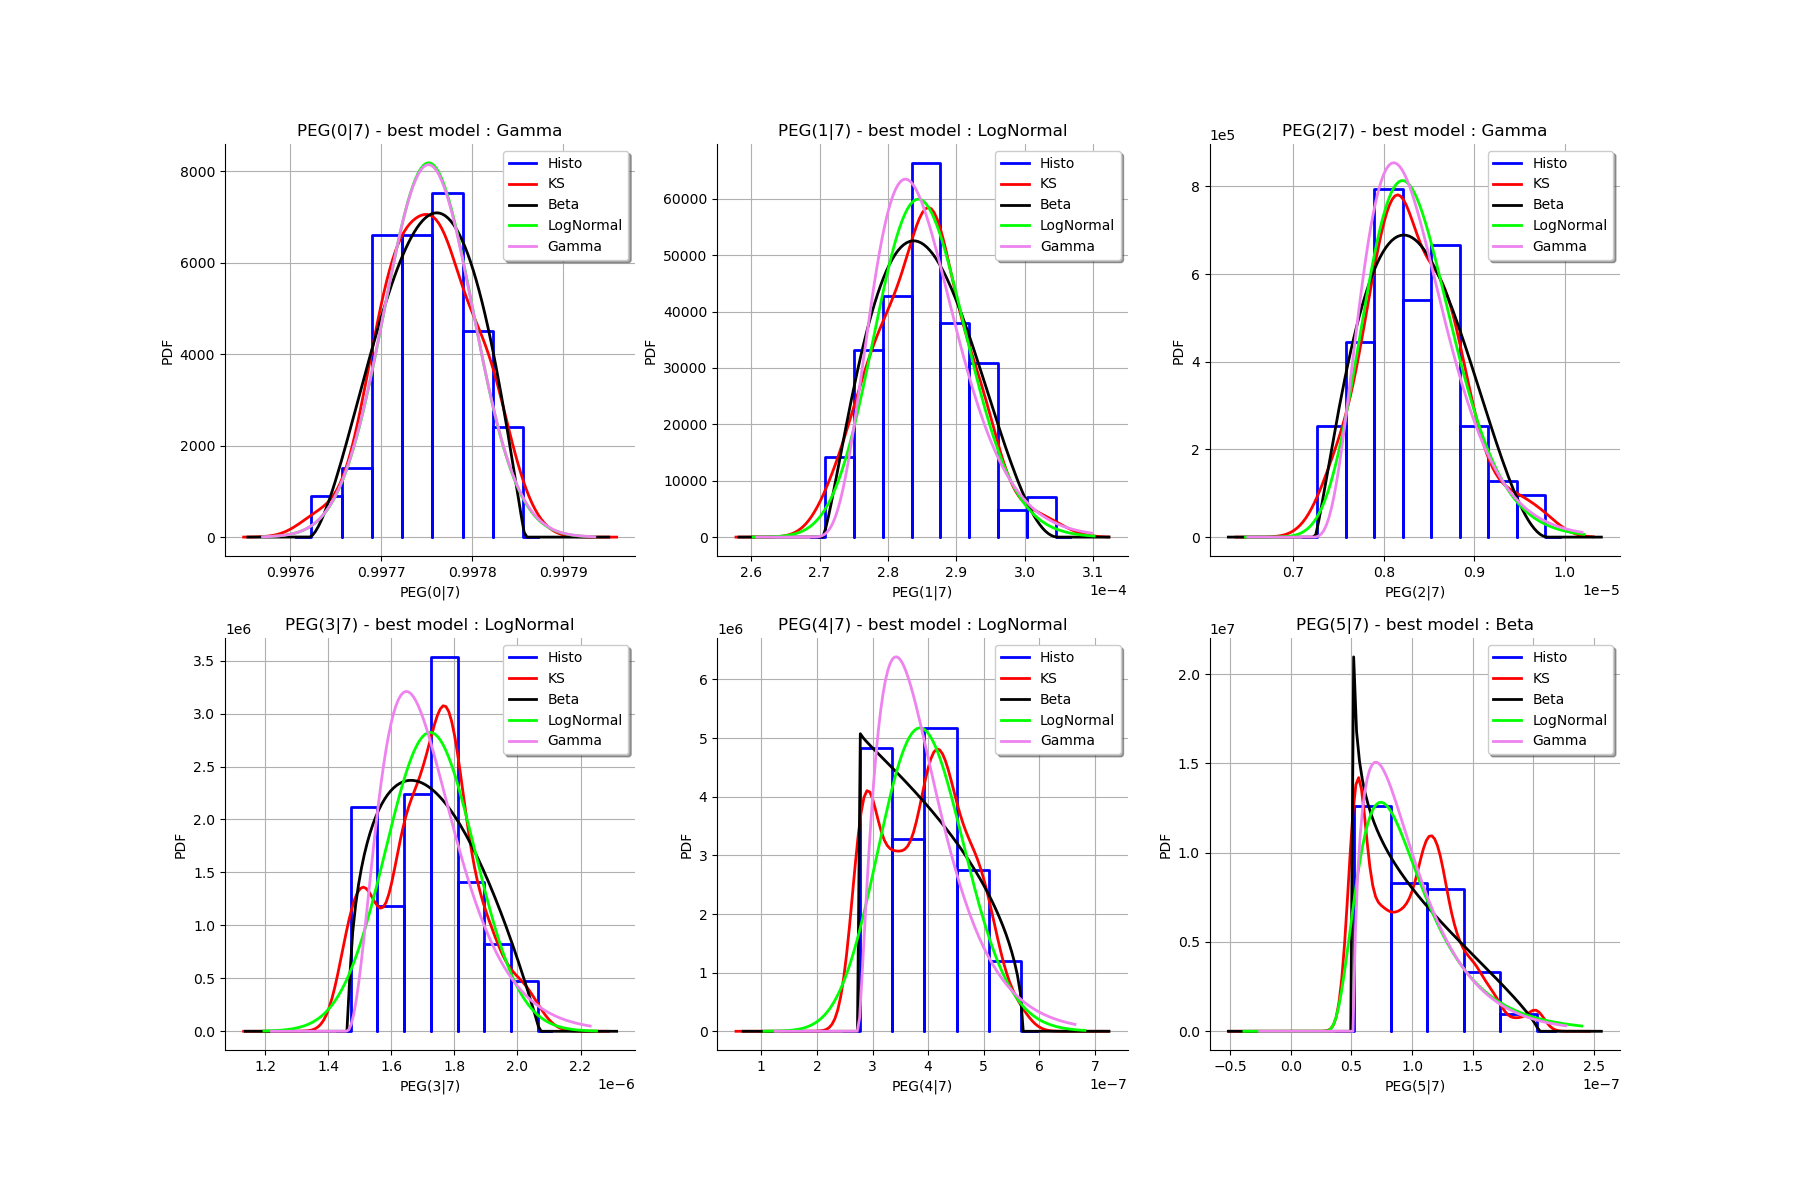 PEG(0|7) - best model : Gamma
8000
6000
4000
2000
0
PDF
0.9976 0.9977 0.9978 0.9979
PEG(0|7)
Histo
KS
Beta
LogNormal
Gamma
PEG(1|7) - best model : LogNormal
60000
50000
40000
30000
20000
10000
0
PDF
2.6 2.7 2.8 2.9 3.0 3.1
1e−4
PEG(1|7)
Histo
KS
Beta
LogNormal
Gamma
PEG(2|7) - best model : Gamma
1e5
8
6
4
2
0
PDF
0.7 0.8 0.9 1.0
1e−5
PEG(2|7)
Histo
KS
Beta
LogNormal
Gamma
PEG(3|7) - best model : LogNormal
1e6
3.5
3.0
2.5
2.0
1.5
1.0
0.5
0.0
PDF
1.2 1.4 1.6 1.8 2.0 2.2
1e−6
PEG(3|7)
Histo
KS
Beta
LogNormal
Gamma
PEG(4|7) - best model : LogNormal
1e6
6
5
4
3
2
1
0
PDF
1 2 3 4 5 6 7
1e−7
PEG(4|7)
Histo
KS
Beta
LogNormal
Gamma
PEG(5|7) - best model : Beta
1e7
2.0
1.5
1.0
0.5
0.0
PDF
−0.5 0.0 0.5 1.0 1.5 2.0 2.5
1e−7
PEG(5|7)
Histo
KS
Beta
LogNormal
Gamma